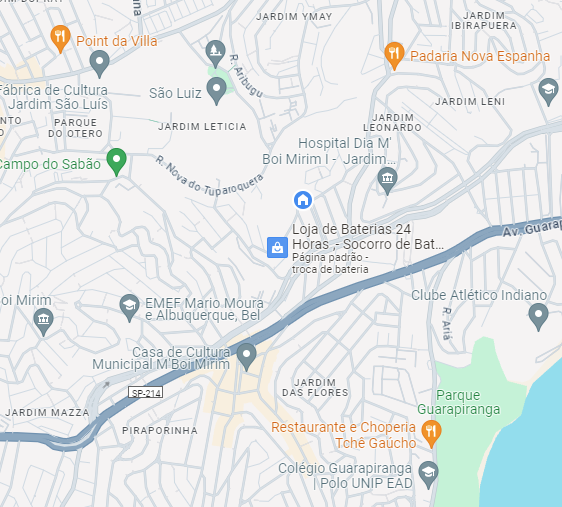 JARDIM YMAY
JARDIM
IBIRAPUERA
Point da Villa
Padaria Nova Espanha
R. Aribugu
Fábrica de Cultura
Jardim São Luís
São Luiz
JARDIM LENI
PARQUE
DO OTERO
JARDIM LETICIA
JARDIM
LEONARDO
Hospital Dia M'
Boi Mirim I - Jardim...
Campo do Sabão
R. Nova do Tuparoquera
Loja de Baterias 24
Horas ,- Socorro de Bat...
Página padrão -
troca de bateria
Av. Guarap
Boi Mirim
EMEF Mario Moura
e Albuquerque, Bel
Clube Atlético Indiano
R. Ariá
Casa de Cultura
Municipal M'Boi Mirim
SP-214
JARDIM
DAS FLORES
Parque
Guarapiranga
JARDIM MAZZA
PIRAPORINHA
Restaurante e Choperia
Tchê Gaúcho
Colégio Guarapiranga
| Polo UNIP EAD